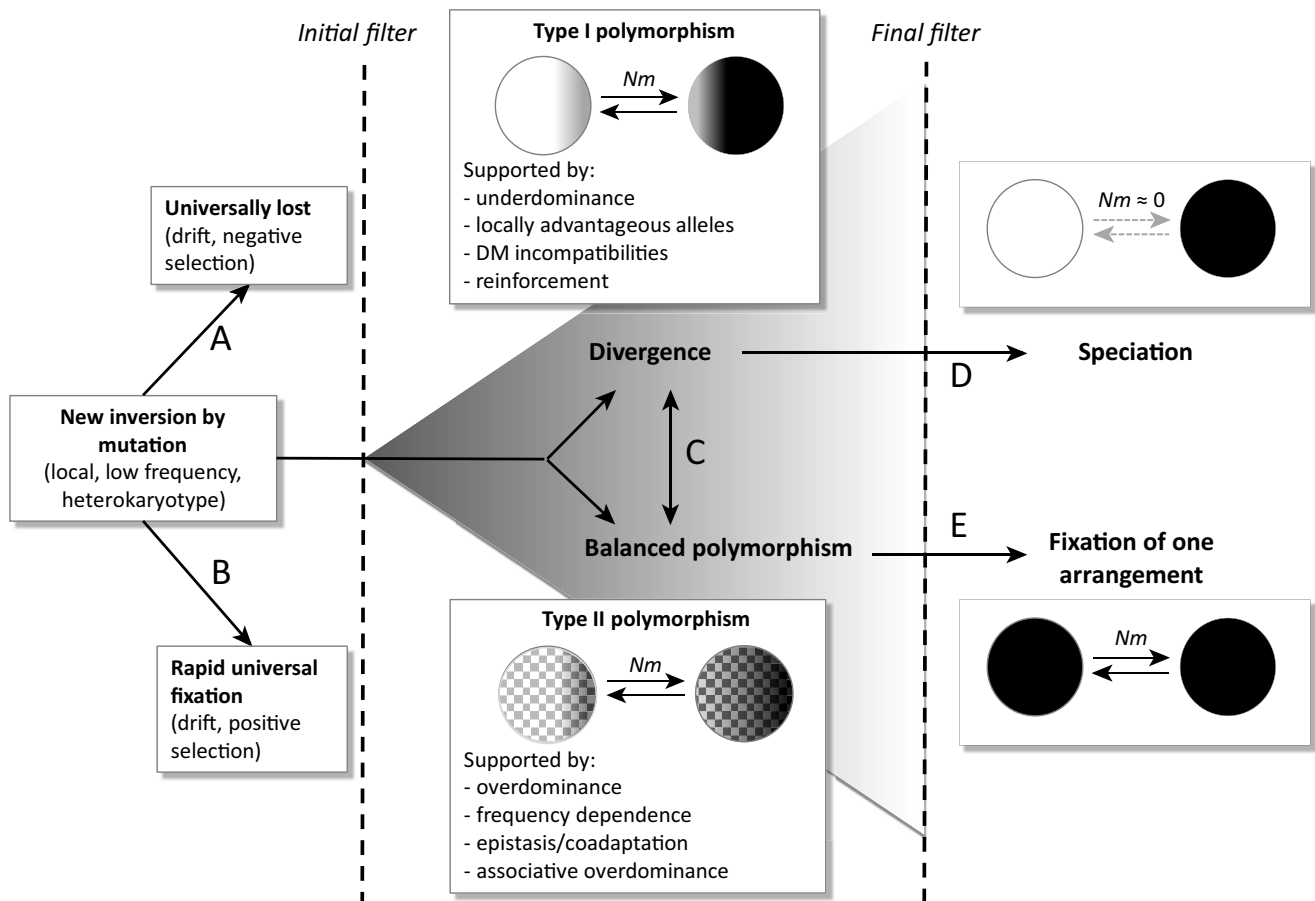 Initial filter
Final filter
Type I polymorphism
Nm
Supported by:
- underdominance
- locally advantageous alleles
- DM incompatibilities
- reinforcement
Universally lost
(drift, negative
selection)
A
New inversion by
mutation
(local, low frequency,
heterokaryotype)
B
Rapid universal
fixation
(drift, positive
selection)
Divergence
C
Balanced polymorphism
Type II polymorphism
Nm
Supported by:
- overdominance
- frequency dependence
- epistasis/coadaptation
- associative overdominance
Nm ≈ 0
D
Speciation
E
Fixation of one
arrangement
Nm